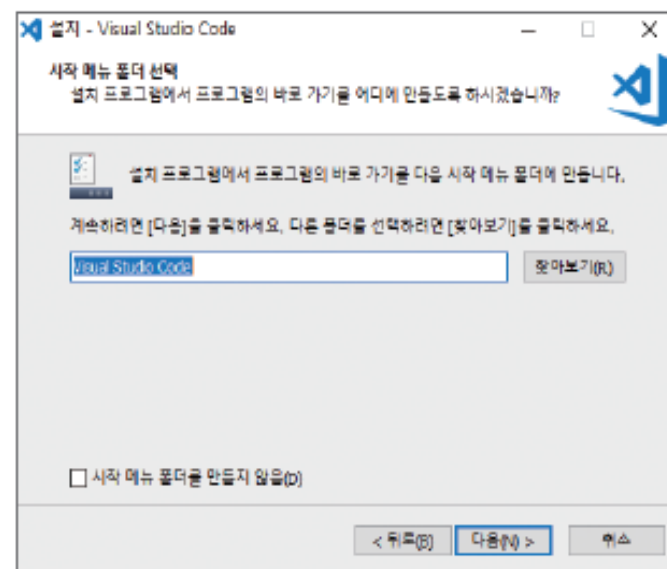 설치 - Visual Studio Code
시작 메뉴 폴더 선택
설치 프로그램에서 프로그램의 바로 가기를 어디에 만들도록 하시겠습니까?
설치 프로그램에서 프로그램의 바로 가기를 다음 시작 메뉴 폴더에 만듭니다.
계속하려면 [다음]을 클릭하세요. 다른 폴더를 선택하려면 [찾아보기]를 클릭하세요.
Visual Studio Code
찾아보기(R)
시작 메뉴 폴더를 만들지 않음(D)
< 뒤로(B)
다음(N) >
취소